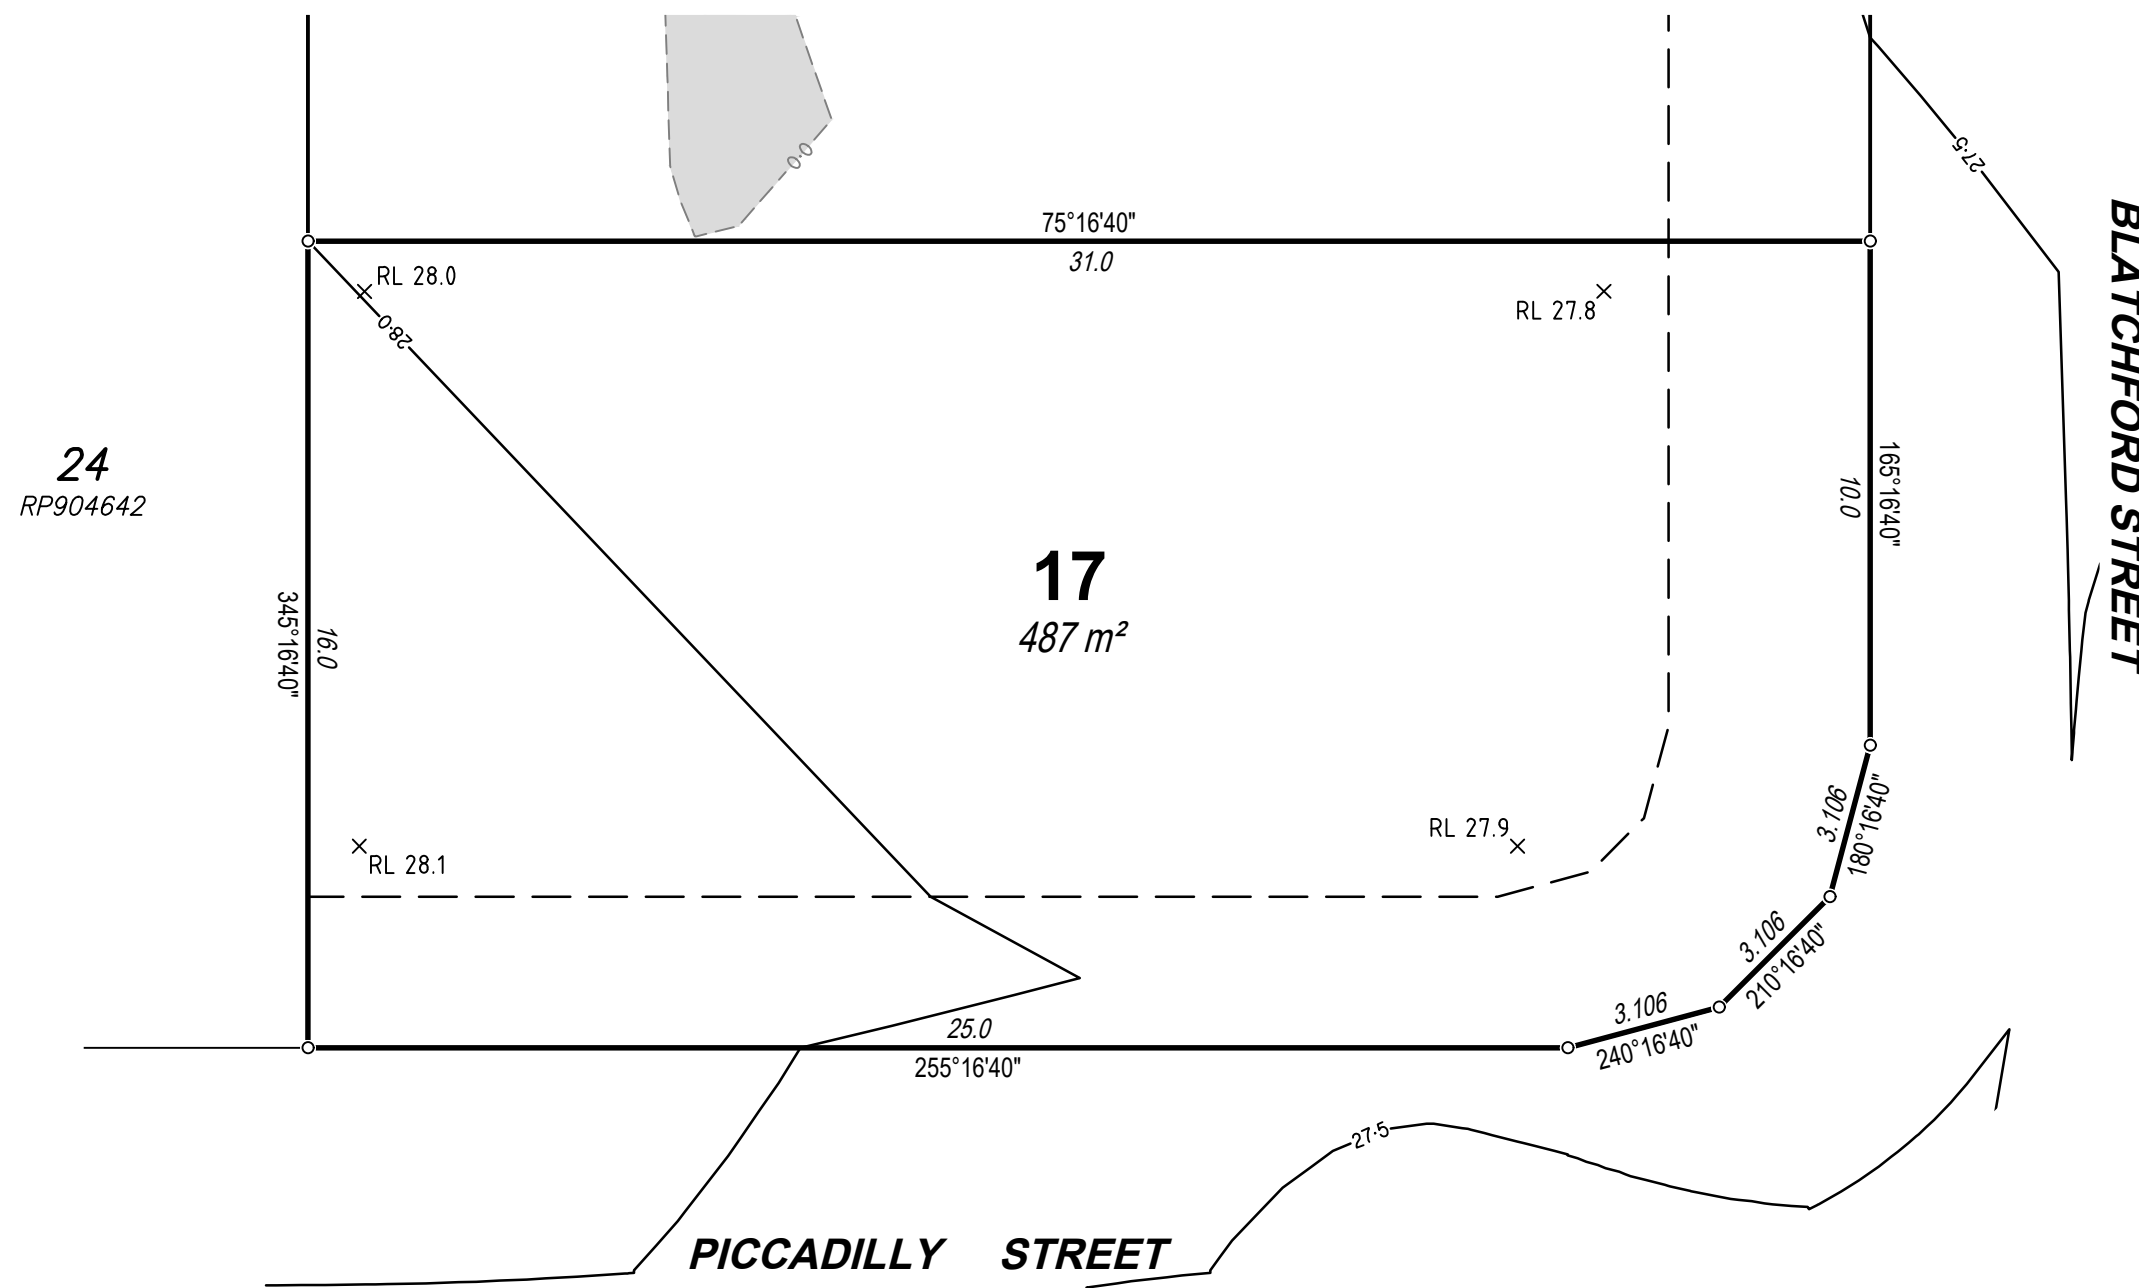 0·0
75°16'40"
31.0
27·5
BLATCHFORD STREET
RL 28.0
28·0
RL 27.8
24
RP904642
165°16'40"
10.0
17
487 m²
345°16'40"
16.0
RL 27.9
RL 28.1
3.106
180°16'40"
3.106
210°16'40"
3.106
240°16'40"
25.0
255°16'40"
27·5
PICCADILLY STREET